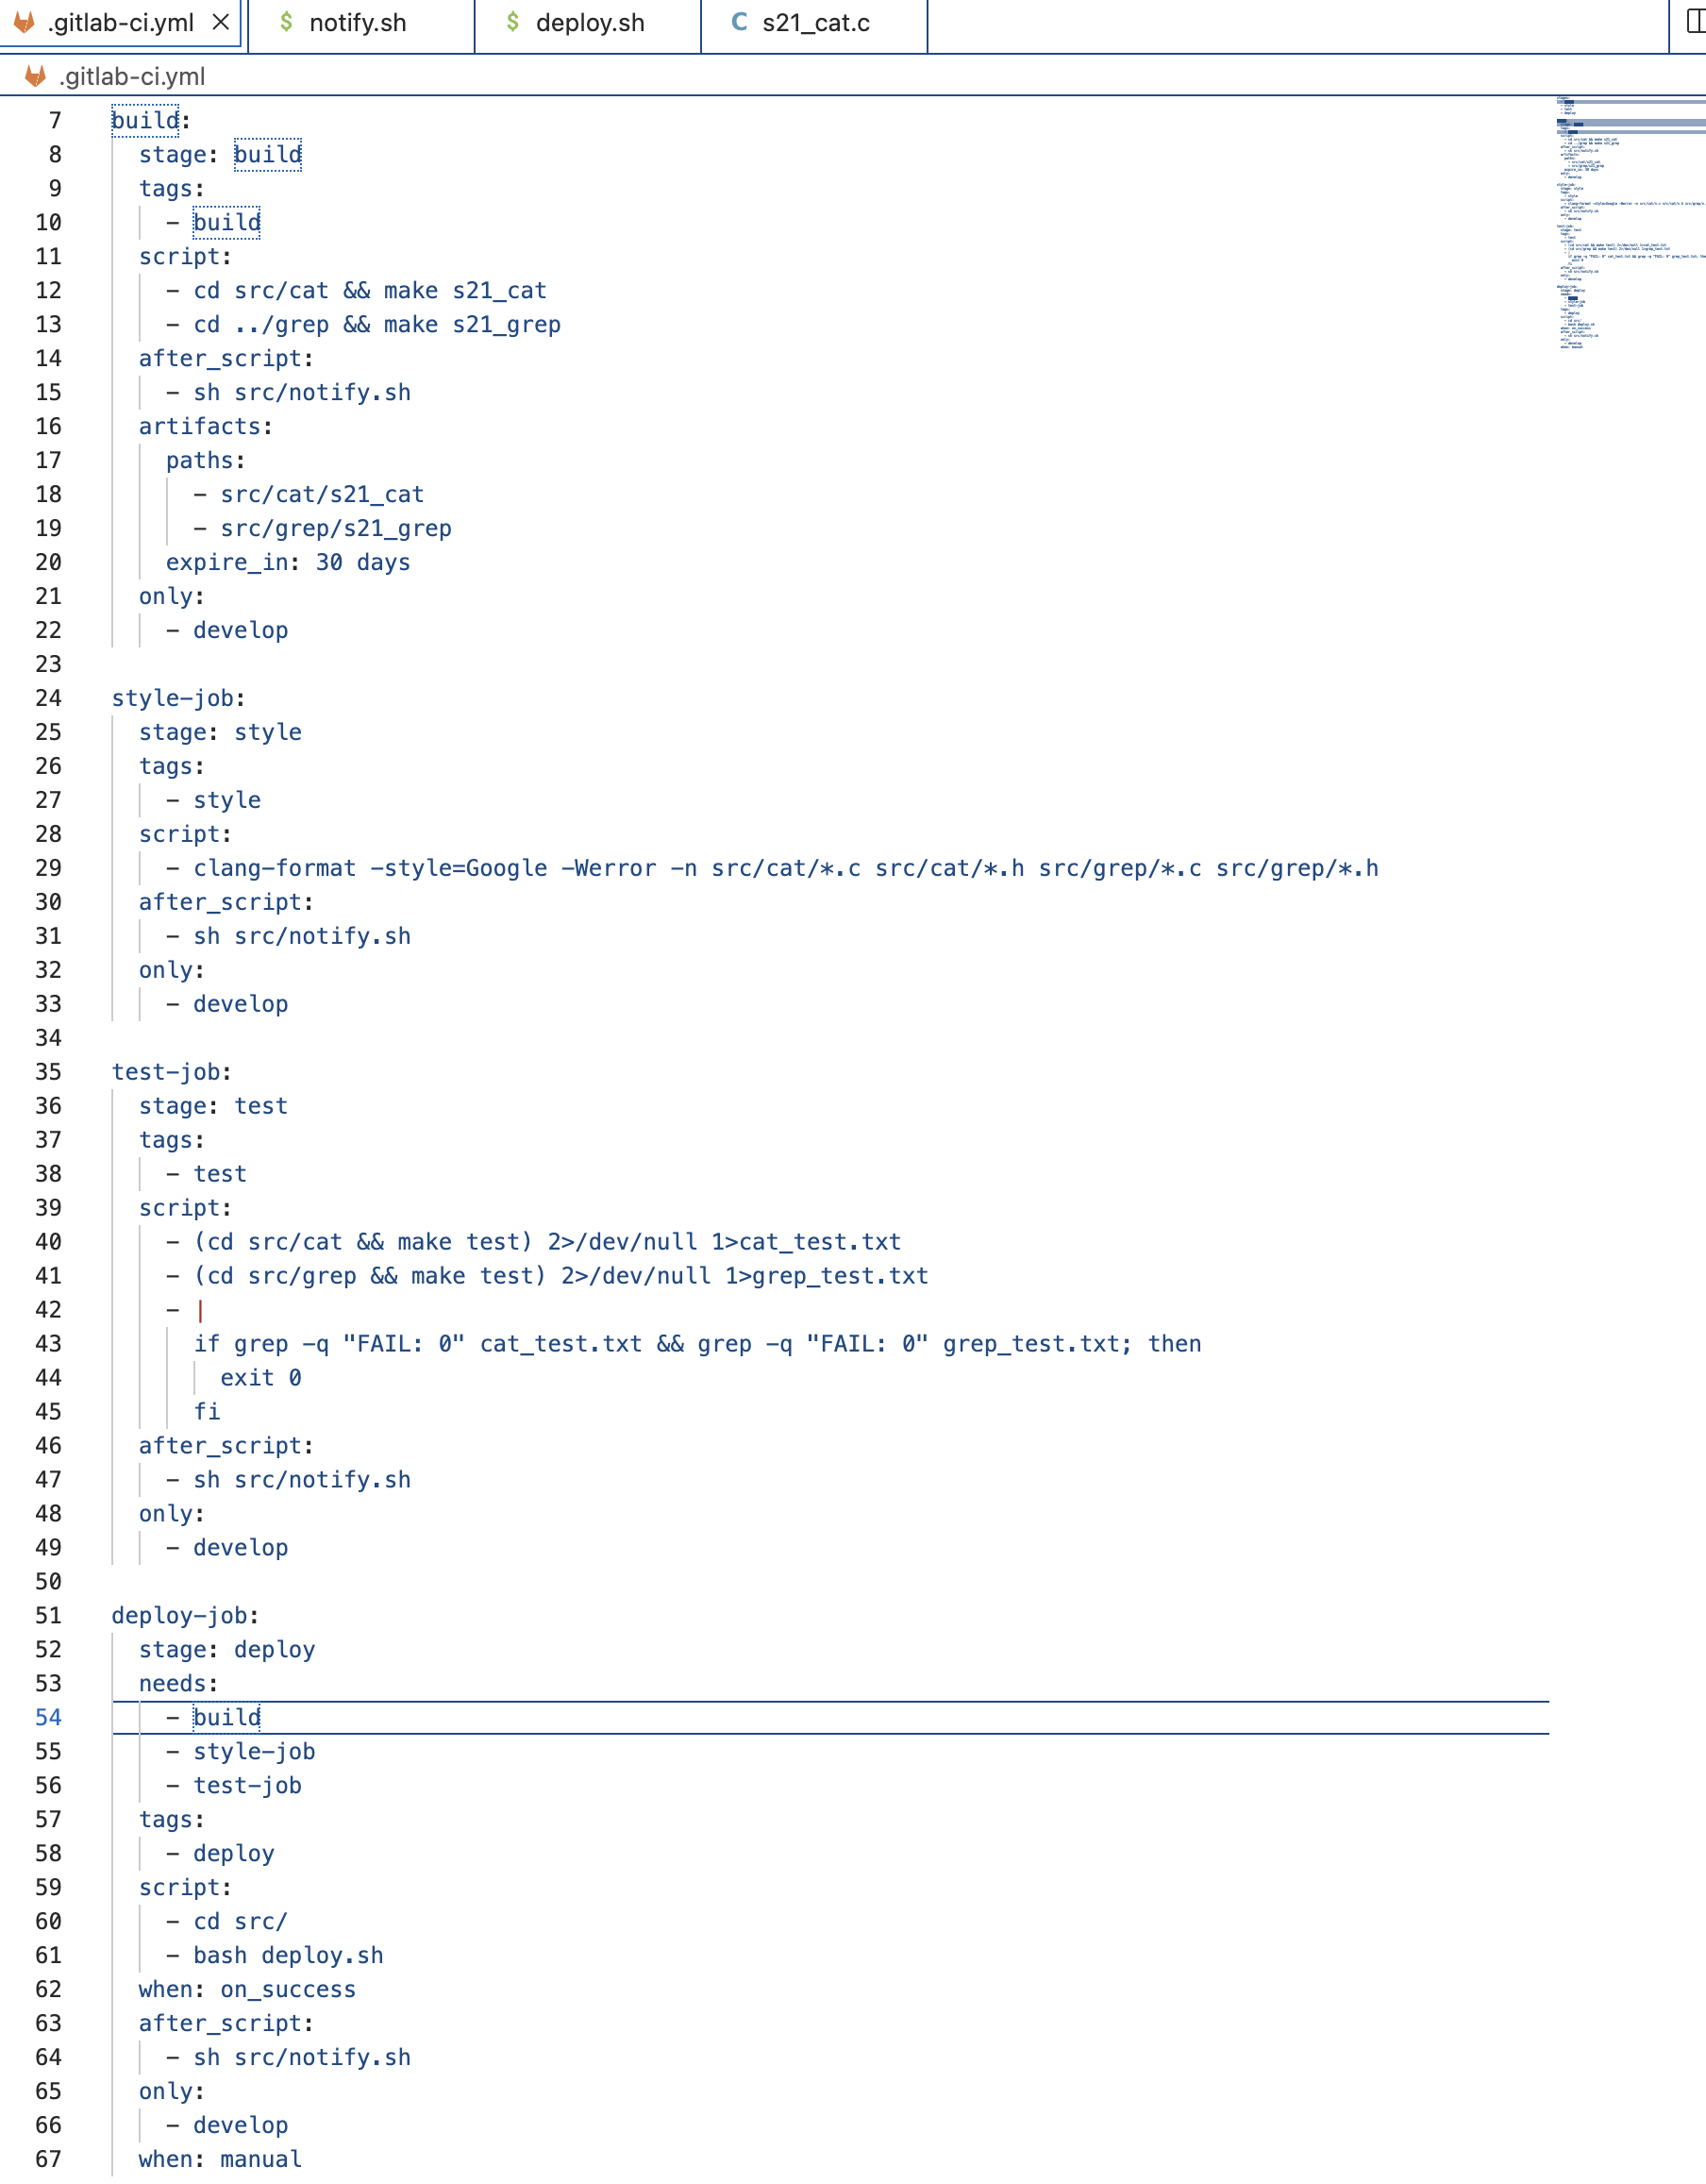 .gitlab-ci.yml
$ notify.sh
$ deploy.sh
C s21_cat.c
.gitlab-ci.yml
7 build:
8   stage: build
9   tags:
10     - build
11   script:
12     - cd src/cat && make s21_cat
13     - cd ../grep && make s21_grep
14   after_script:
15     - sh src/notify.sh
16   artifacts:
17     paths:
18       - src/cat/s21_cat
19       - src/grep/s21_grep
20     expire_in: 30 days
21   only:
22     - develop
23
24 style-job:
25   stage: style
26   tags:
27     - style
28   script:
29     - clang-format -style=Google -Werror -n src/cat/*.c src/cat/*.h src/grep/*.c src/grep/*.h
30   after_script:
31     - sh src/notify.sh
32   only:
33     - develop
34
35 test-job:
36   stage: test
37   tags:
38     - test
39   script:
40     - (cd src/cat && make test) 2>/dev/null 1>cat_test.txt
41     - (cd src/grep && make test) 2>/dev/null 1>grep_test.txt
42     - |
43       if grep -q "FAIL: 0" cat_test.txt && grep -q "FAIL: 0" grep_test.txt; then
44         exit 0
45       fi
46   after_script:
47     - sh src/notify.sh
48   only:
49     - develop
50
51 deploy-job:
52   stage: deploy
53   needs:
54     - build
55     - style-job
56     - test-job
57   tags:
58     - deploy
59   script:
60     - cd src/
61     - bash deploy.sh
62   when: on_success
63   after_script:
64     - sh src/notify.sh
65   only:
66     - develop
67   when: manual